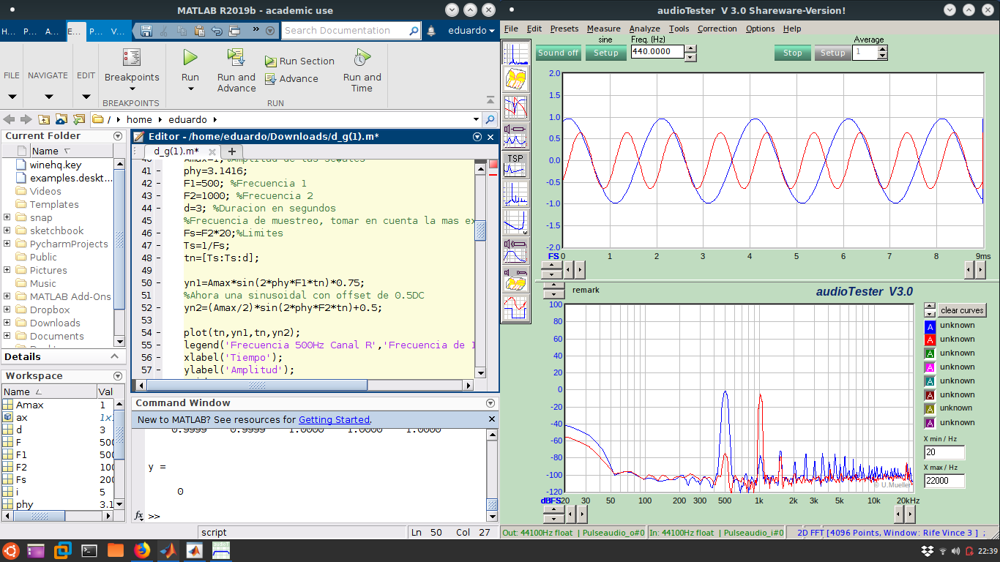 MATLAB R2019b - academic use
H... P... A... E... P... V...
Search Documentation
eduardo
FILE
NAVIGATE
EDIT
Breakpoints
BREAKPOINTS
Run
Run and Advance
Run Section
Advance
Run and Time
RUN
/ home eduardo
Current Folder
Name
winehq.key
examples.deskt...
Videos
Templates
snap
sketchbook
PycharmProjects
Public
Pictures
Music
MATLAB Add-Ons
Dropbox
Downloads
Documents
Details
Workspace
Name Val
Amax 1
ax 1x
d 3
F 500
F1 500
F2 100
Fs 200
i 5
phy 3.1
Editor - /home/eduardo/Downloads/d_g(1).m*
d_g(1).m*
41 - phy=3.1416;
42 - F1=500; %Frecuencia 1
43 - F2=1000; %Frecuencia 2
44 - d=3; %Duracion en segundos
45 %Frecuencia de muestreo, tomar en cuenta la mas ex
46 - Fs=F2*20;%Limites
47 - Ts=1/Fs;
48 - tn=[Ts:Ts:d];
49
50 - yn1=Amax*sin(2*phy*F1*tn)*0.75;
51 %Ahora una sinusoidal con offset de 0.5DC
52 - yn2=(Amax/2)*sin(2*phy*F2*tn)+0.5;
53
54 - plot(tn,yn1,tn,yn2);
55 - legend('Frecuencia 500Hz Canal R','Frecuencia de 1
56 - xlabel('Tiempo');
57 - ylabel('Amplitud');
Command Window
New to MATLAB? See resources for Getting Started.
0.9999 0.9999 1.0000 1.0000 1.0000
y =
0
fx >>
script
Ln 50 Col 27
audioTester V 3.0 Shareware-Version!
File Edit Presets Measure Analyze Tools Correction Options Help
sine Freq. (Hz) Average
Sound off Setup 440.0000 Stop Setup 1
TSP
2.0
1.5
1.0
0.5
0.0
-0.5
-1.0
-1.5
-2.0
FS 0 1 2 3 4 5 6 7 8 9ms
remark
audioTester V3.0
100
80
60
40
20
0
-20
-40
-60
-80
-100
-120
dBFS 20 30 50 100 200 300 500 1k 2k 3k 5k 10k 20kHz
© U.Mueller
clear curves
A unknown
A unknown
A unknown
A unknown
A unknown
A unknown
A unknown
A unknown
X min / Hz
20
X max / Hz
22000
Out: 44100Hz float | Pulseaudio_o#0 In: 44100Hz float | Pulseaudio_i#0 2D FFT [4096 Points, Window: Rife Vince 3 ] ;
22:39